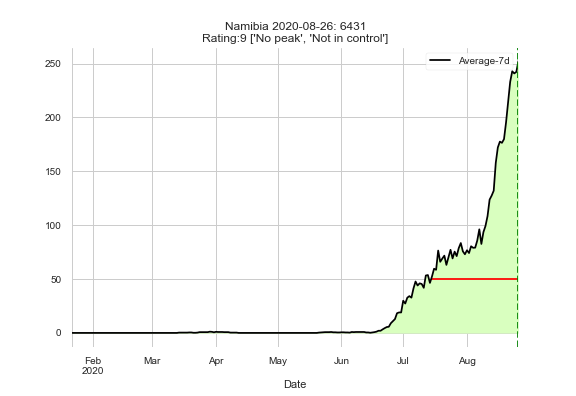 Namibia 2020-08-26: 6431
Rating:9 ['No peak', 'Not in control']
Average-7d
250
200
150
100
50
0
Feb
2020
Mar
Apr
May
Jun
Jul
Aug
Date